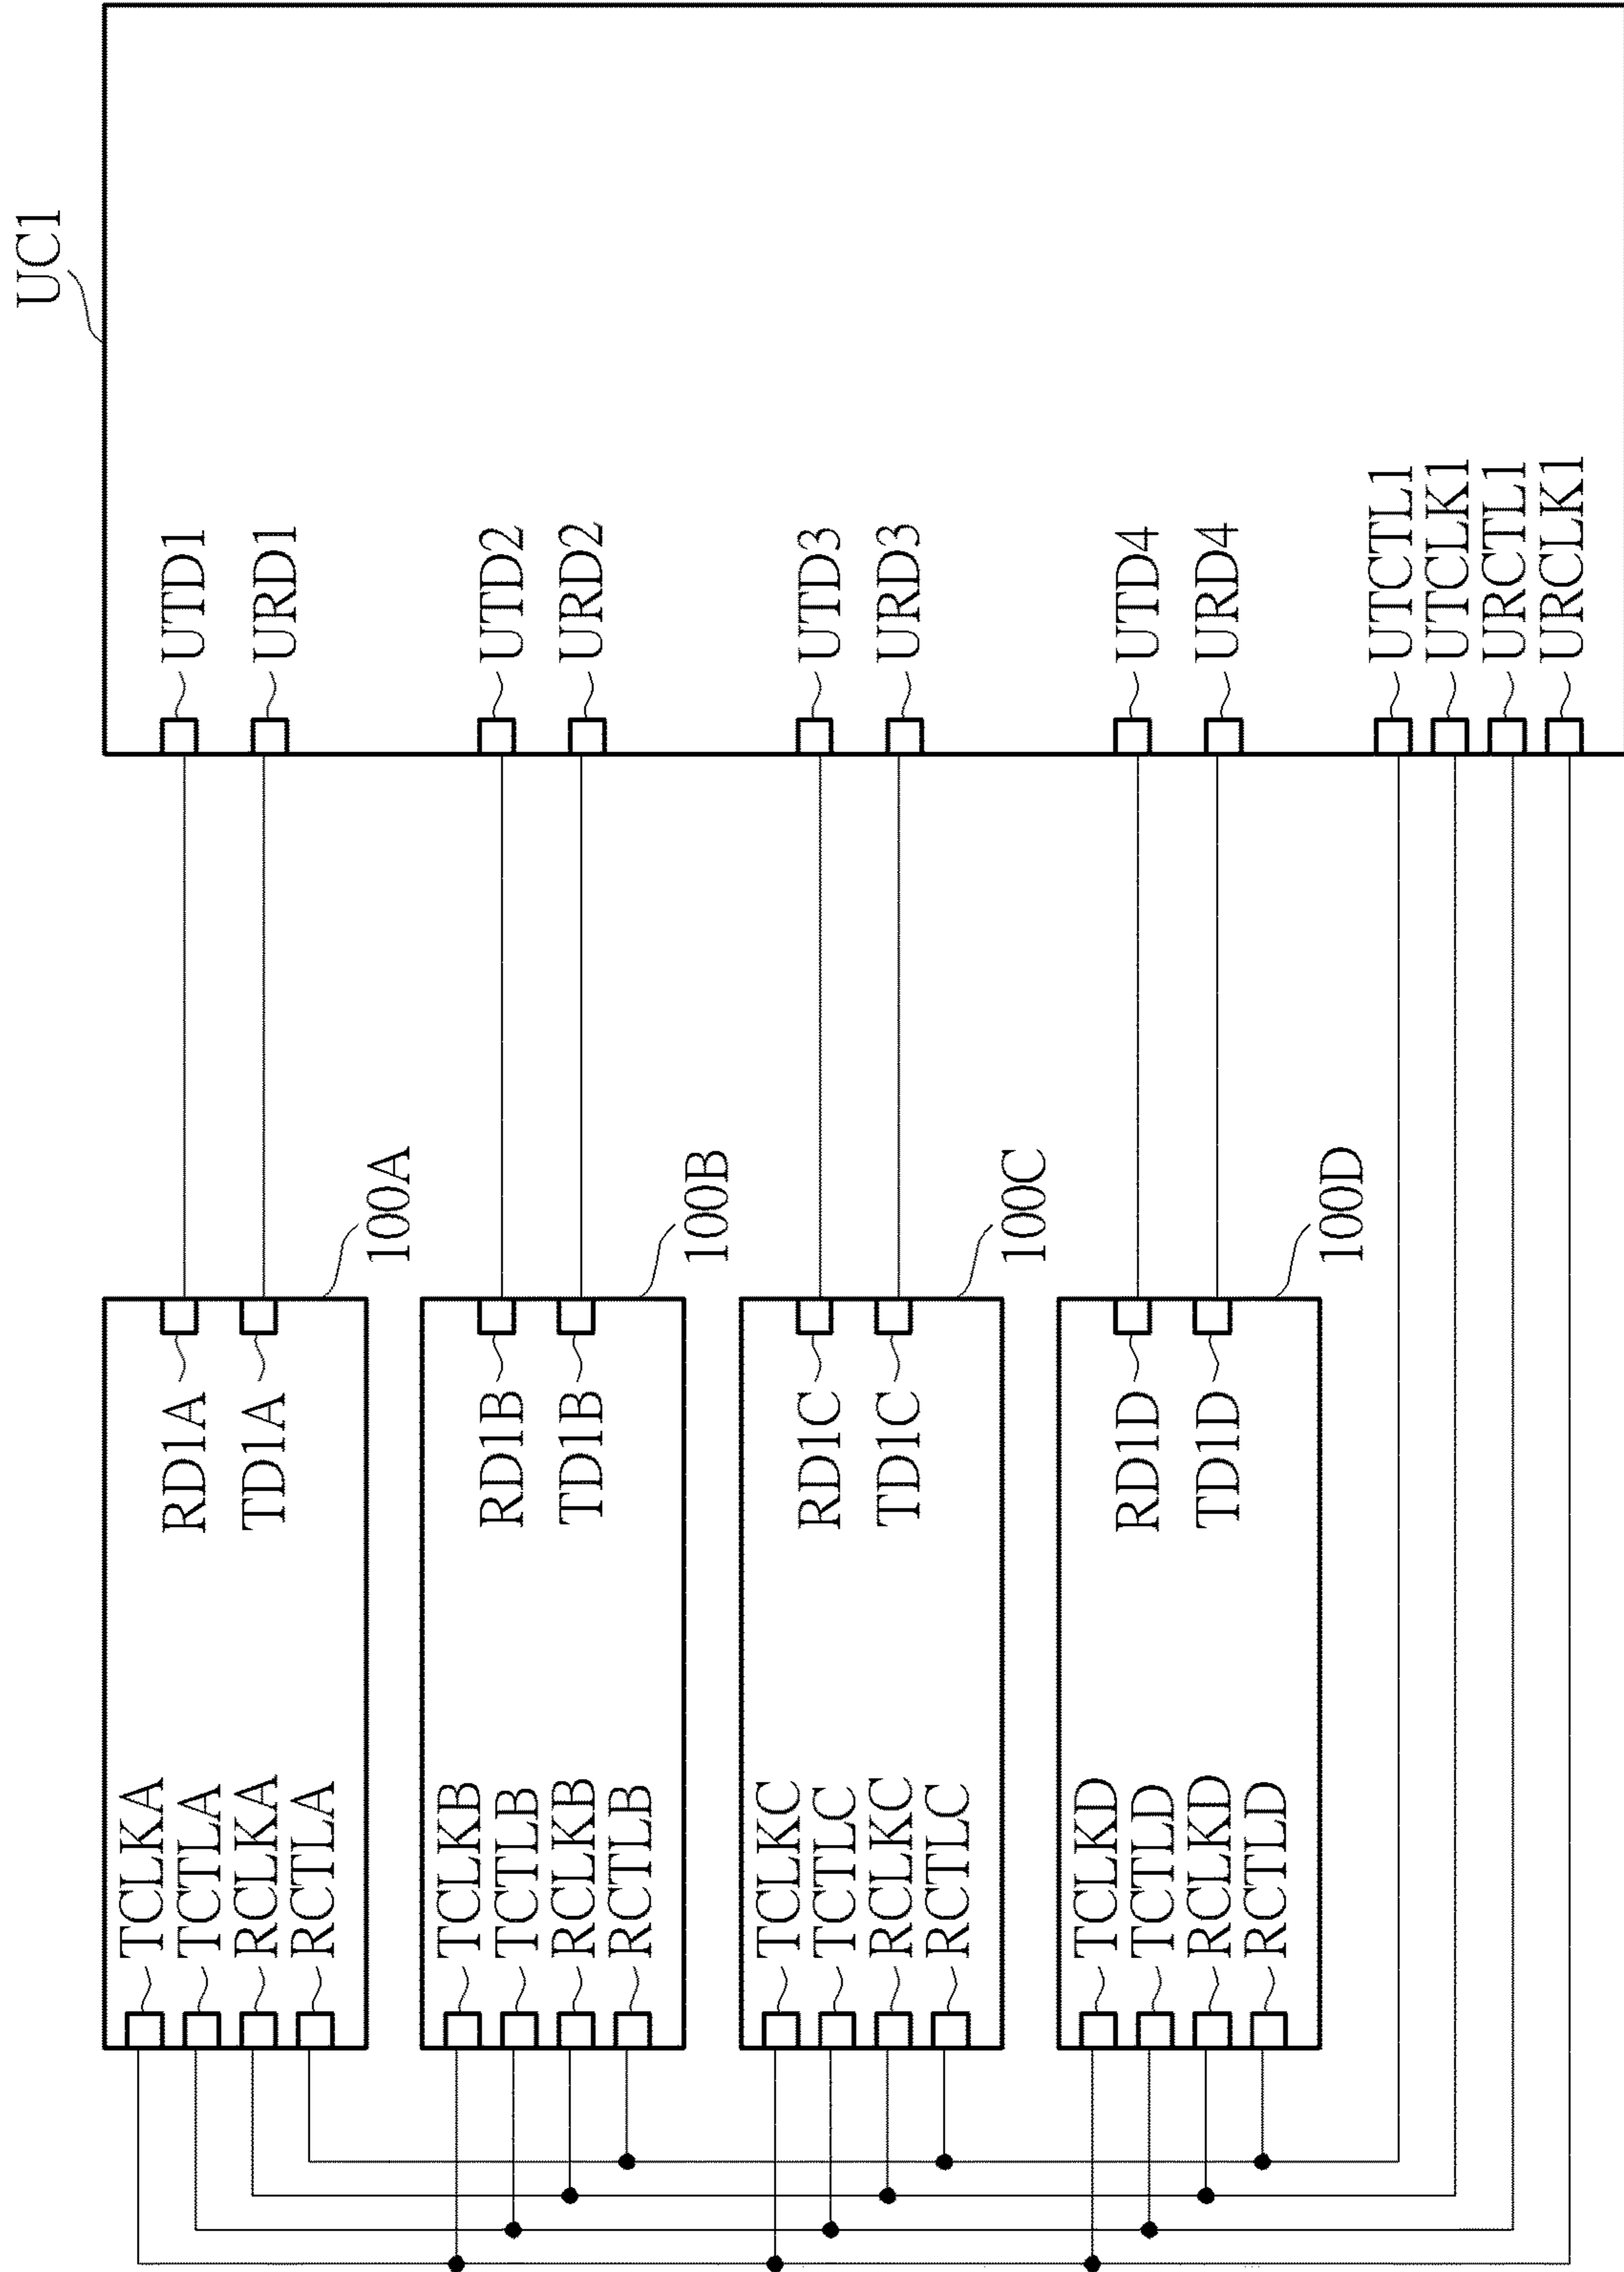 UC1
UTD1
URD1
UTD2
URD2
UTD3
URD3
UTD4
URD4
UTCTL1
UTCLK1
URCTL1
URCLK1
100A
100B
100C
100D
RD1A
TD1A
RD1B
TD1B
RD1C
TD1C
RD1D
TD1D
TCLKA
TCTLA
RCLKA
RCTLA
TCLKB
TCTLB
RCLKB
RCTLB
TCLKC
TCTLC
RCLKC
RCTLC
TCLKD
TCTLD
RCLKD
RCTLD